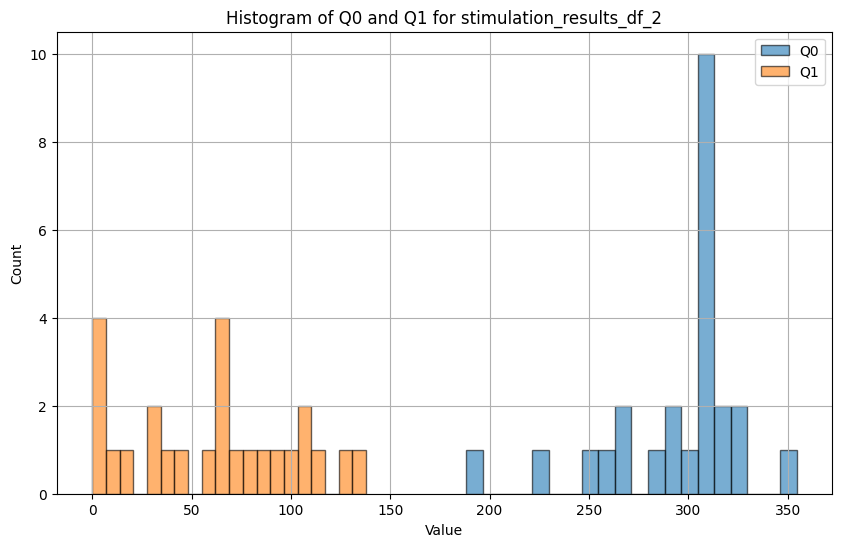 Histogram of Q0 and Q1 for stimulation_results_df_2
Q0
Q1
Count
10
8
6
4
2
0
0 50 100 150 200 250 300 350
Value